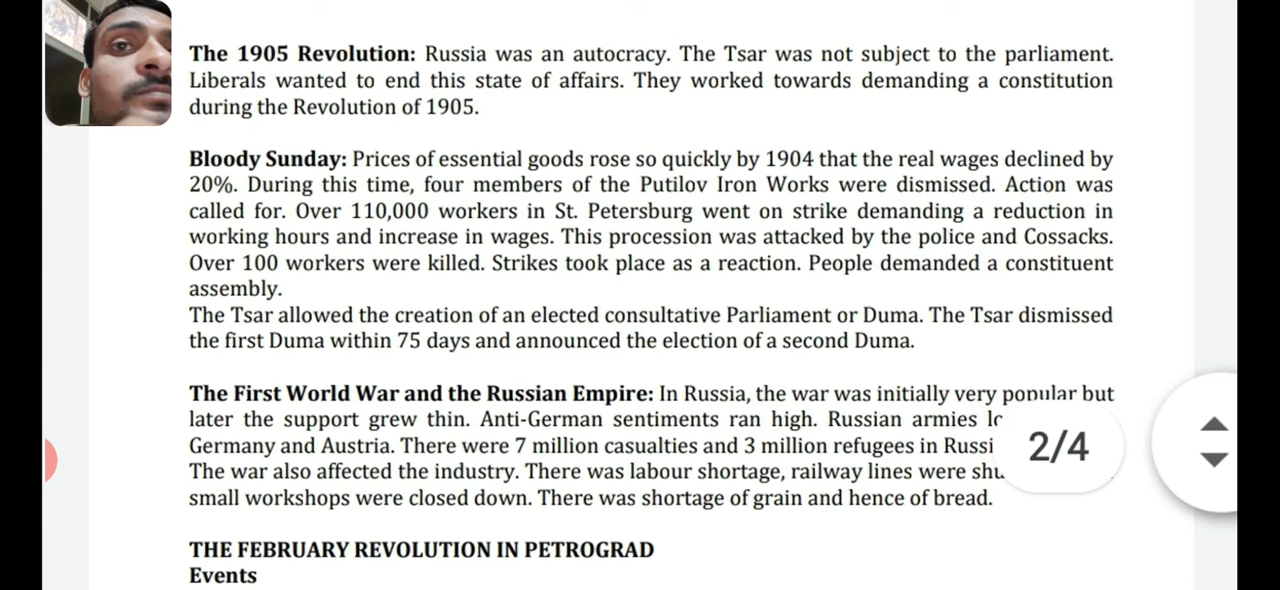 The 1905 Revolution: Russia was an autocracy. The Tsar was not subject to the parliament.
Liberals wanted to end this state of affairs. They worked towards demanding a constitution
during the Revolution of 1905.
Bloody Sunday: Prices of essential goods rose so quickly by 1904 that the real wages declined by
20%. During this time, four members of the Putilov Iron Works were dismissed. Action was
called for. Over 110,000 workers in St. Petersburg went on strike demanding a reduction in
working hours and increase in wages. This procession was attacked by the police and Cossacks.
Over 100 workers were killed. Strikes took place as a reaction. People demanded a constituent
assembly.
The Tsar allowed the creation of an elected consultative Parliament or Duma. The Tsar dismissed
the first Duma within 75 days and announced the election of a second Duma.
The First World War and the Russian Empire: In Russia, the war was initially very popular but
later the support grew thin. Anti-German sentiments ran high. Russian armies
Germany and Austria. There were 7 million casualties and 3 million refugees in
2/4
The war also affected the industry. There was labour shortage, railway lines were
small workshops were closed down. There was shortage of grain and hence of bread.
THE FEBRUARY REVOLUTION IN PETROGRAD
Events